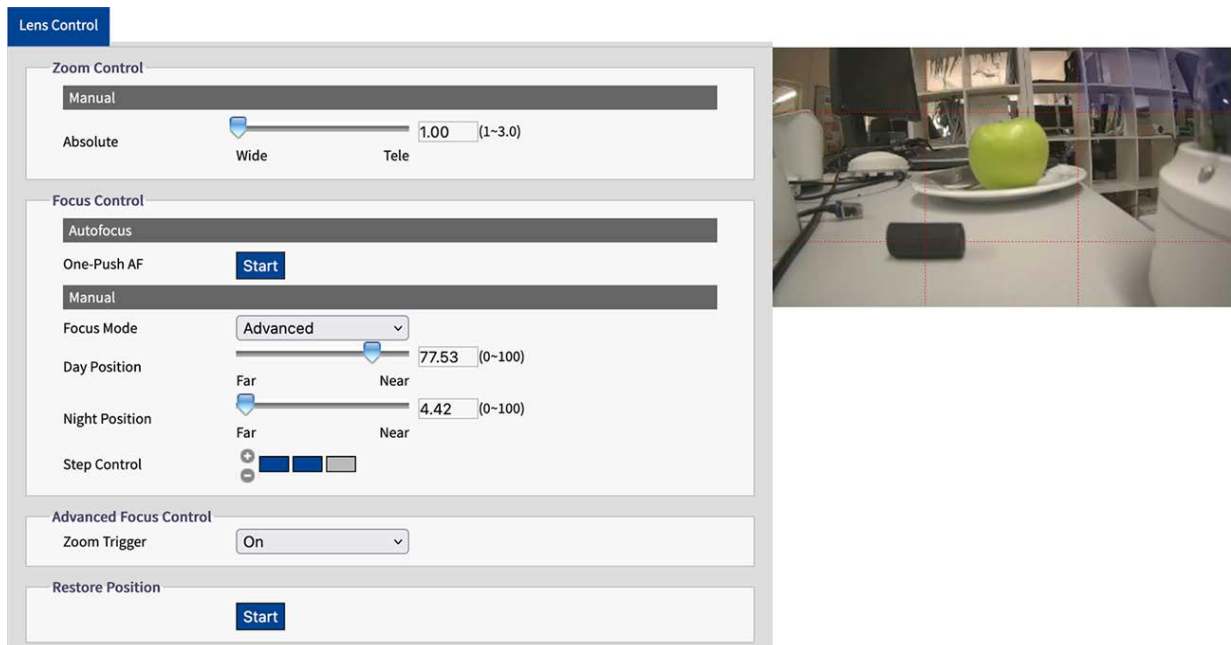 Lens Control
Zoom Control
Manual
Absolute 1.00 (1~3.0)
Wide Tele
Focus Control
Autofocus
One-Push AF Start
Manual
Focus Mode Advanced
Day Position 77.53 (0~100)
Far Near
Night Position 4.42 (0~100)
Far Near
Step Control
Advanced Focus Control
Zoom Trigger On
Restore Position
Start